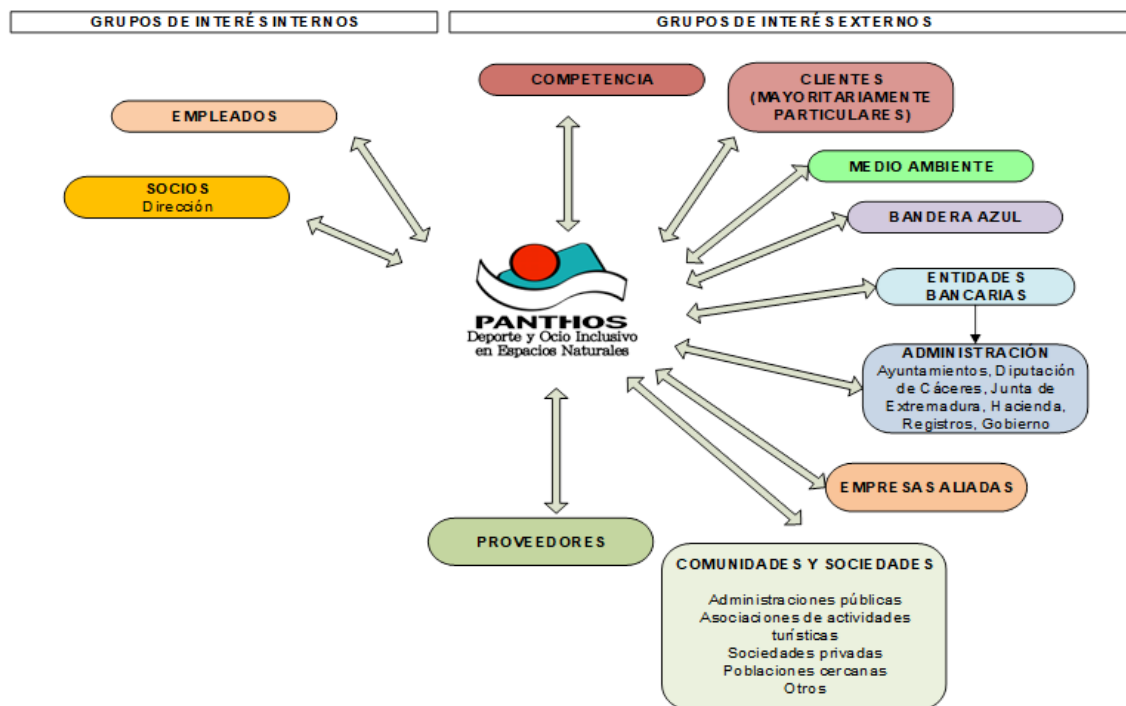 GRUPOS DE INTERÉS INTERNOS
GRUPOS DE INTERÉS EXTERNOS
COMPETENCIA
CLIENTES
(MAYORITARIAMENTE
PARTICULARES)
EMPLEADOS
MEDIO AMBIENTE
SOCIOS
Dirección
BANDERA AZUL
ENTIDADES
BANCARIAS
PANTHOS
Deporte y Ocio Inclusivo
en Espacios Naturales
ADMINISTRACIÓN
Ayuntamientos, Diputación
de Cáceres, Junta de
Extremadura, Hacienda,
Registros, Gobierno
EMPRESAS ALIADAS
PROVEEDORES
COMUNIDADES Y SOCIEDADES
Administraciones públicas
Asociaciones de actividades
turísticas
Sociedades privadas
Poblaciones cercanas
Otros